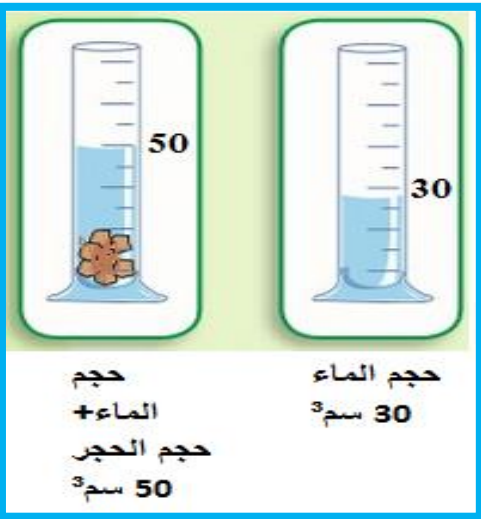 50
30
حجم الماء
30 سم³
حجم
الماء+
حجم الحجر
50 سم³